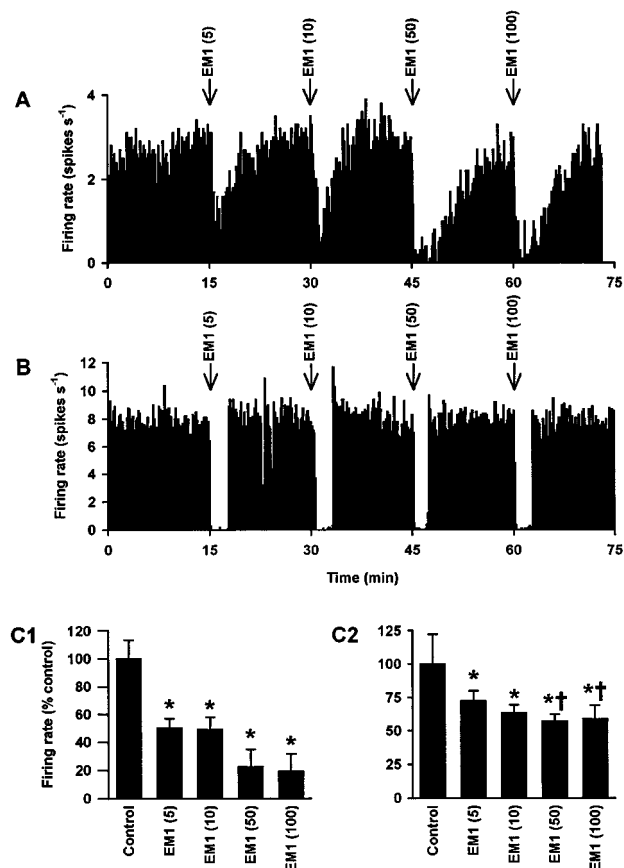 EM1 (5)
EM1 (10)
EM1 (50)
EM1 (100)
A
Firing rate (spikes s⁻¹)
4
2
0
0
15
30
45
60
75
EM1 (5)
EM1 (10)
EM1 (50)
EM1 (100)
B
Firing rate (spikes s⁻¹)
12
10
8
6
4
2
0
0
15
30
45
60
75
Time (min)
C1
Firing rate (% control)
120
100
80
60
40
20
0
*
*
*
*
Control
EM1 (5)
EM1 (10)
EM1 (50)
EM1 (100)
C2
125
100
75
50
25
0
*
*
*†
*†
Control
EM1 (5)
EM1 (10)
EM1 (50)
EM1 (100)